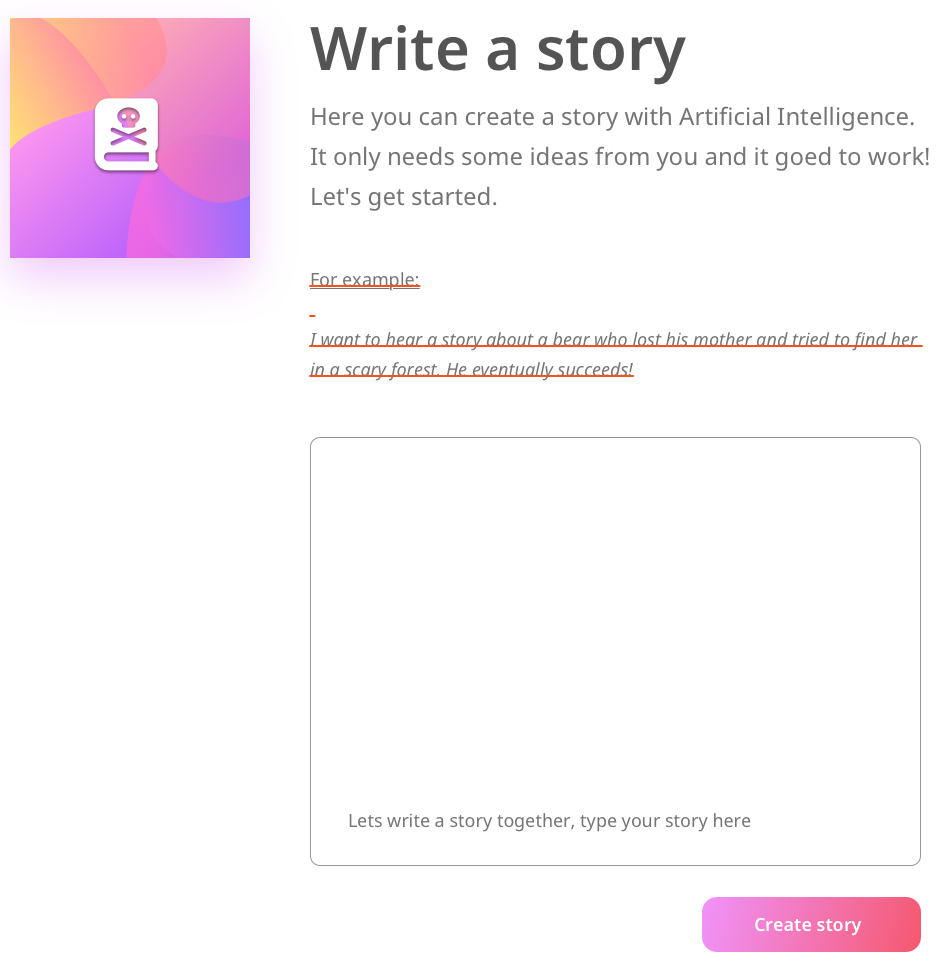 Write a story
Here you can create a story with Artificial Intelligence.
It only needs some ideas from you and it goed to work!
Let's get started.
For example:
I want to hear a story about a bear who lost his mother and tried to find her
in a scary forest. He eventually succeeds!
Lets write a story together, type your story here
Create story